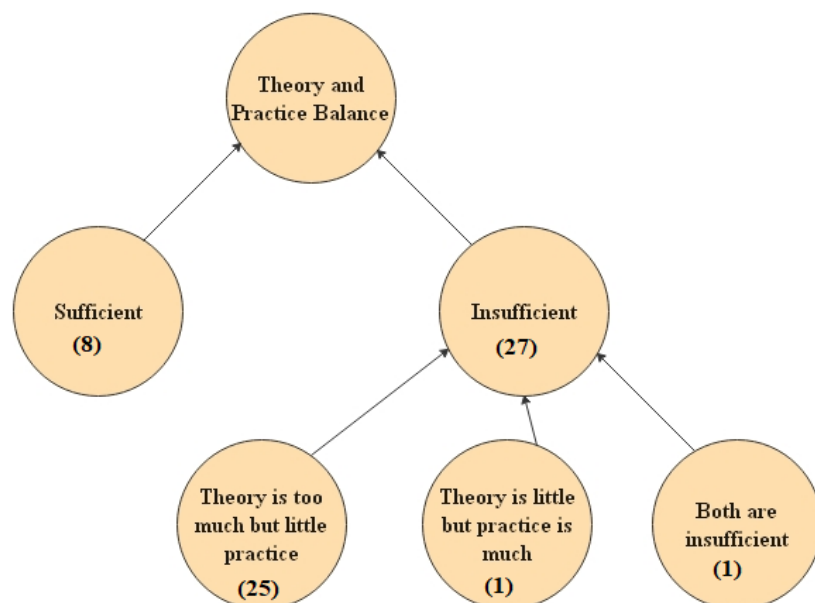 Theory and
Practice Balance
Sufficient
(8)
Insufficient
(27)
Theory is too
much but little
practice
(25)
Theory is little
but practice is
much
(1)
Both are
insufficient
(1)